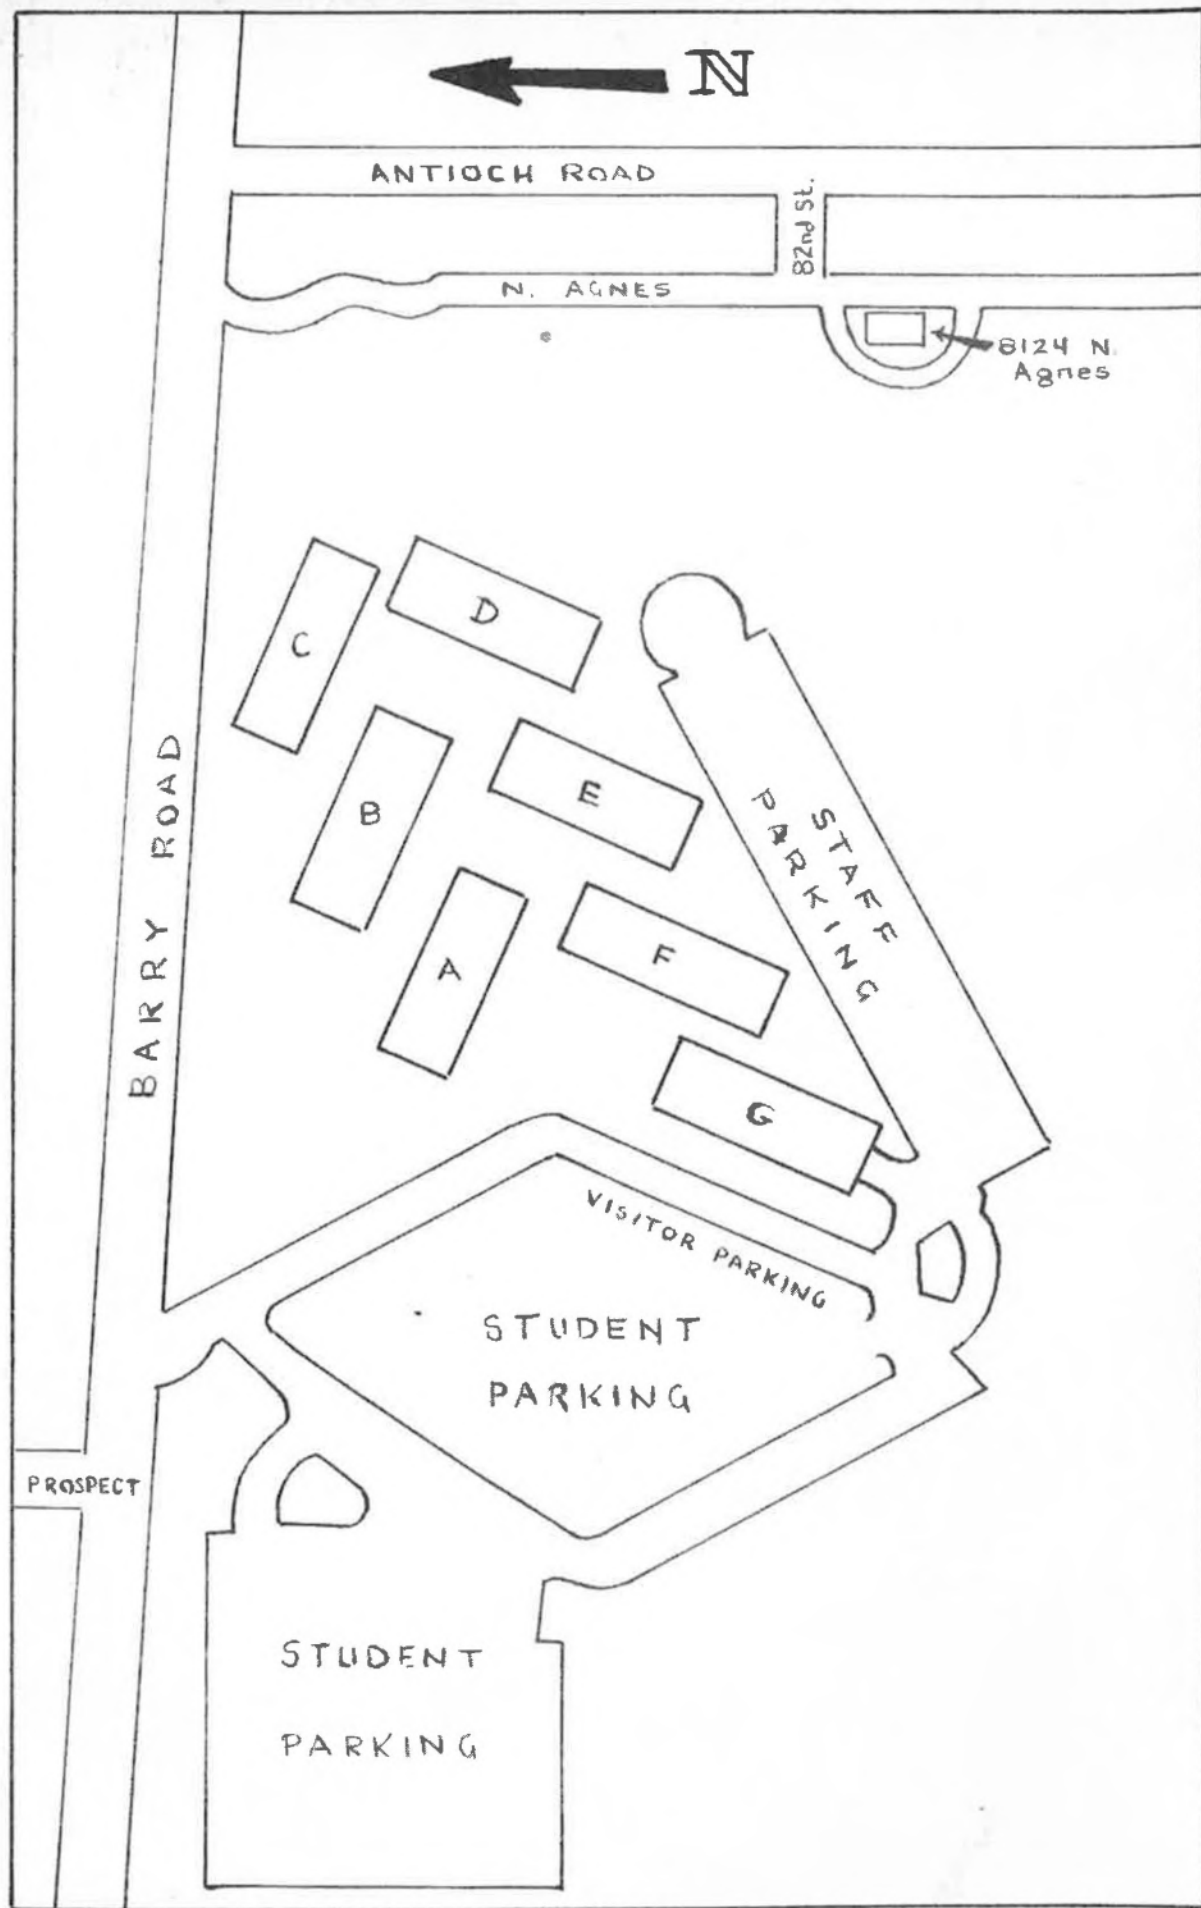 N
ANTIOCH ROAD
82nd St.
N. AGNES
8124 N.
Agnes
C
D
B
E
A
F
G
BARRY ROAD
STAFF
PARKING
VISITOR PARKING
STUDENT
PARKING
PROSPECT
STUDENT
PARKING